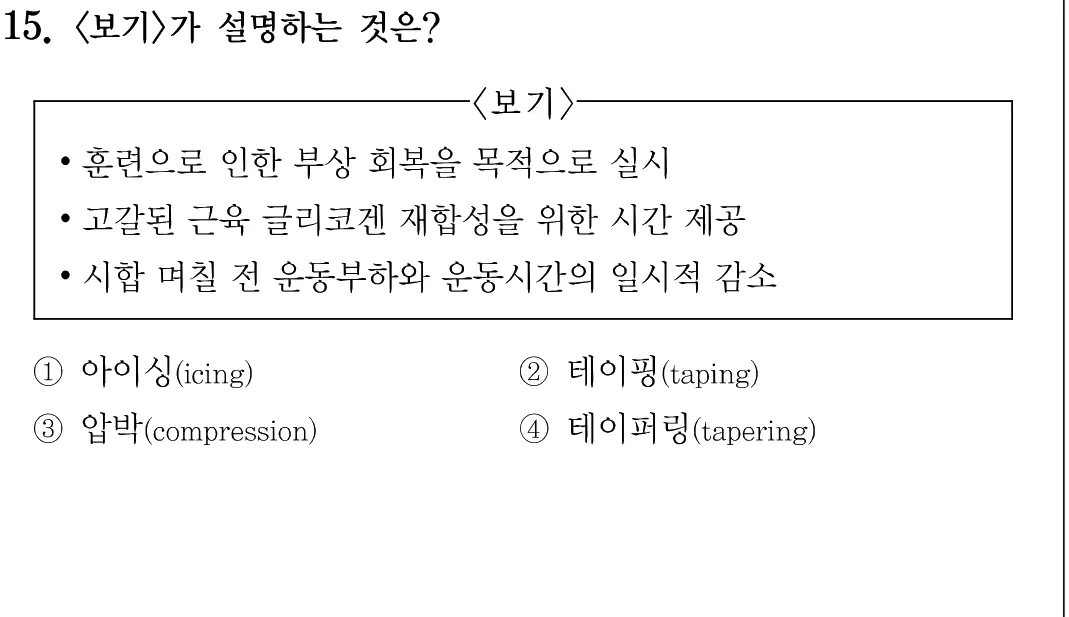 15. 〈보기〉가 설명하는 것은?
〈보기〉
• 훈련으로 인한 부상 회복을 목적으로 실시
• 고갈된 근육 글리코겐 재합성을 위한 시간 제공
• 시합 며칠 전 운동부하와 운동시간의 일시적 감소
① 아이싱(icing) ② 테이핑(taping)
③ 압박(compression) ④ 테이퍼링(tapering)